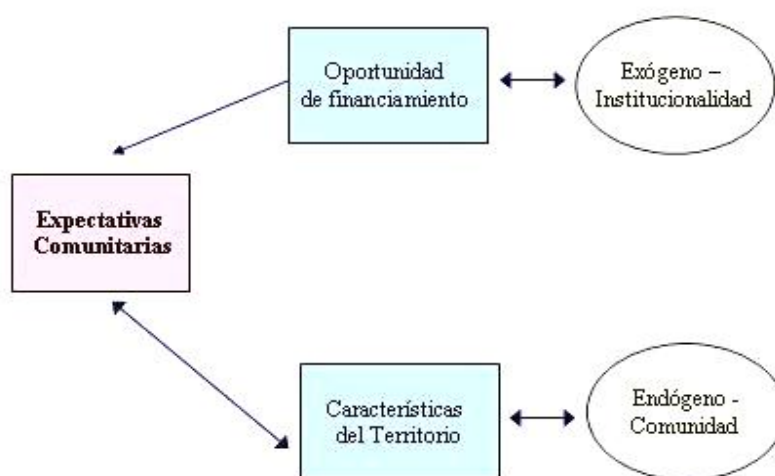 Oportunidad
de financiamiento
Exógeno –
Institucionalidad
Expectativas
Comunitarias
Características
del Territorio
Endógeno -
Comunidad